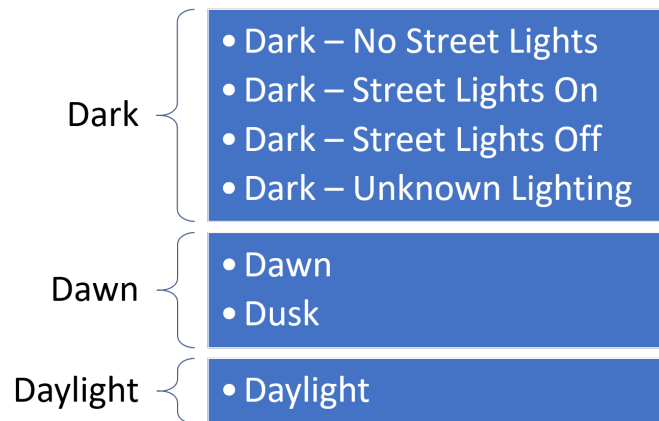 Dark
• Dark – No Street Lights
• Dark – Street Lights On
• Dark – Street Lights Off
• Dark – Unknown Lighting
Dawn
• Dawn
• Dusk
Daylight
• Daylight